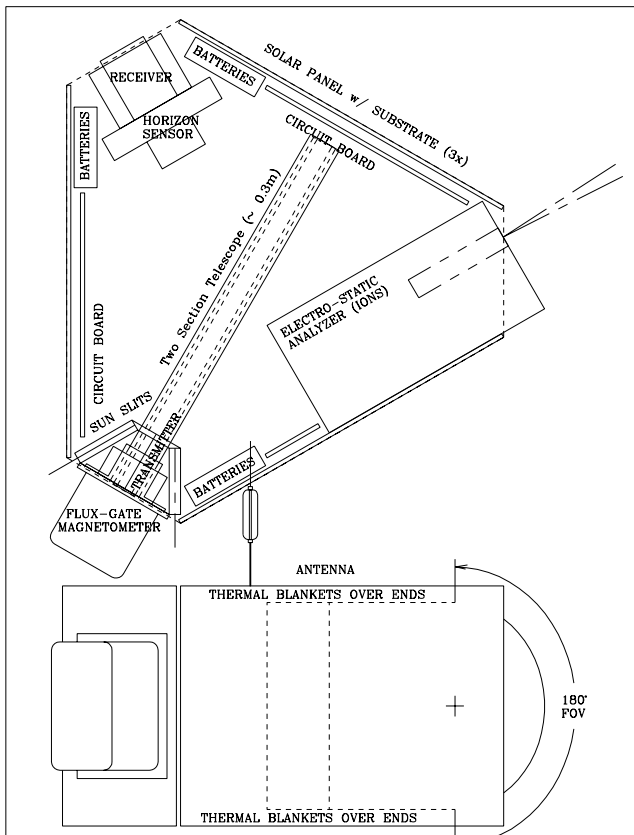 BATTERIES
SOLAR PANEL w/ SUBSTRATE (3x)
RECEIVER
HORIZON
SENSOR
BATTERIES
CIRCUIT BOARD
Two Section Telescope (~ 0.3m)
ELECTRO-STATIC
ANALYZER (IONS)
CIRCUIT BOARD
SUN SLITS
TRANSMITTER
BATTERIES
FLUX-GATE
MAGNETOMETER
ANTENNA
THERMAL BLANKETS OVER ENDS
180°
FOV
THERMAL BLANKETS OVER ENDS